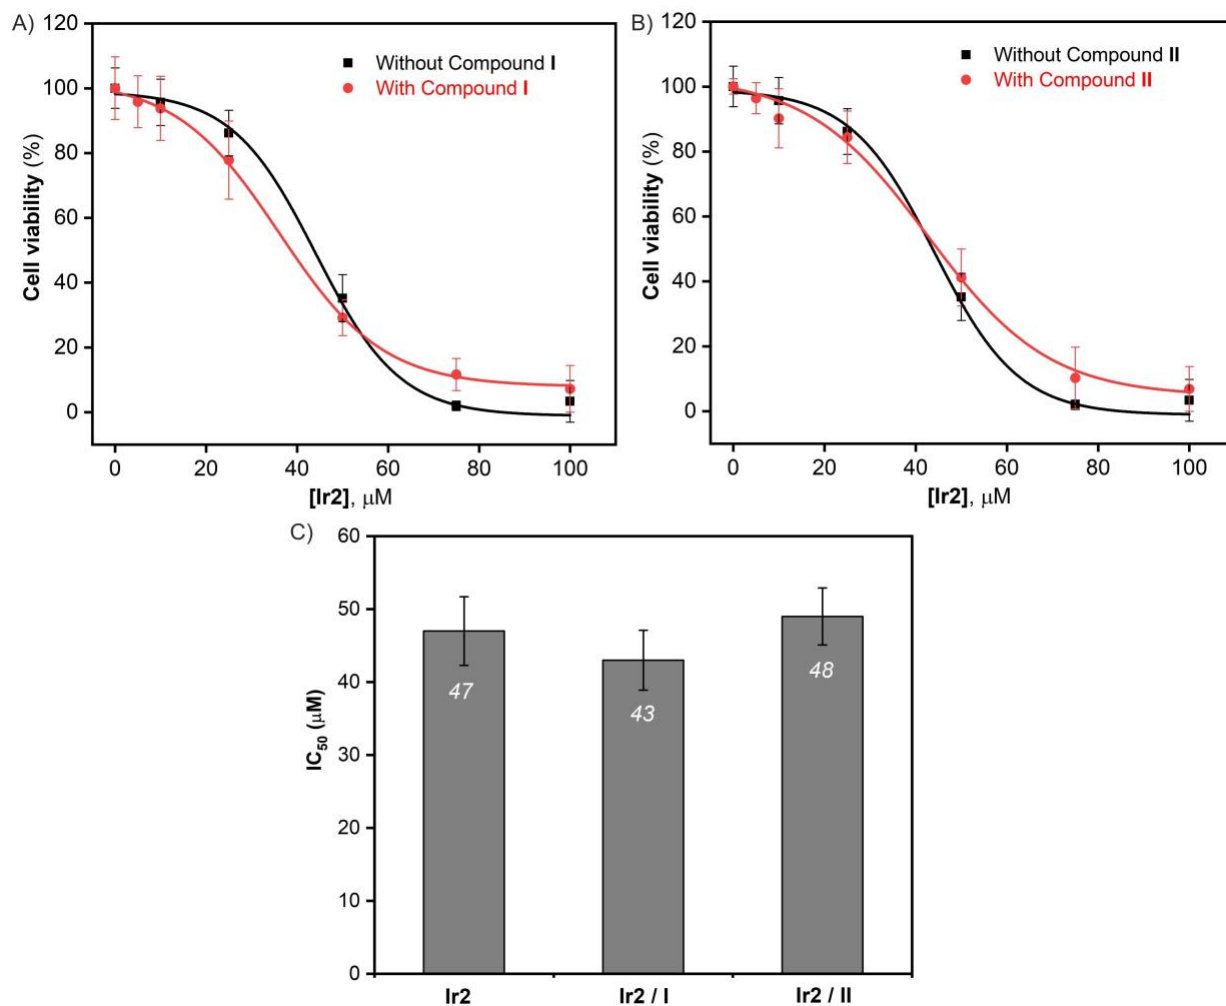 A)
120
100
80
60
40
20
0
Cell viability (%)
Without Compound I
With Compound I
0 20 40 60 80 100
[Ir2], μM
B)
120
100
80
60
40
20
0
Cell viability (%)
Without Compound II
With Compound II
0 20 40 60 80 100
[Ir2], μM
C)
60
50
40
30
20
10
0
IC50 (μM)
47
43
48
Ir2 Ir2 / I Ir2 / II